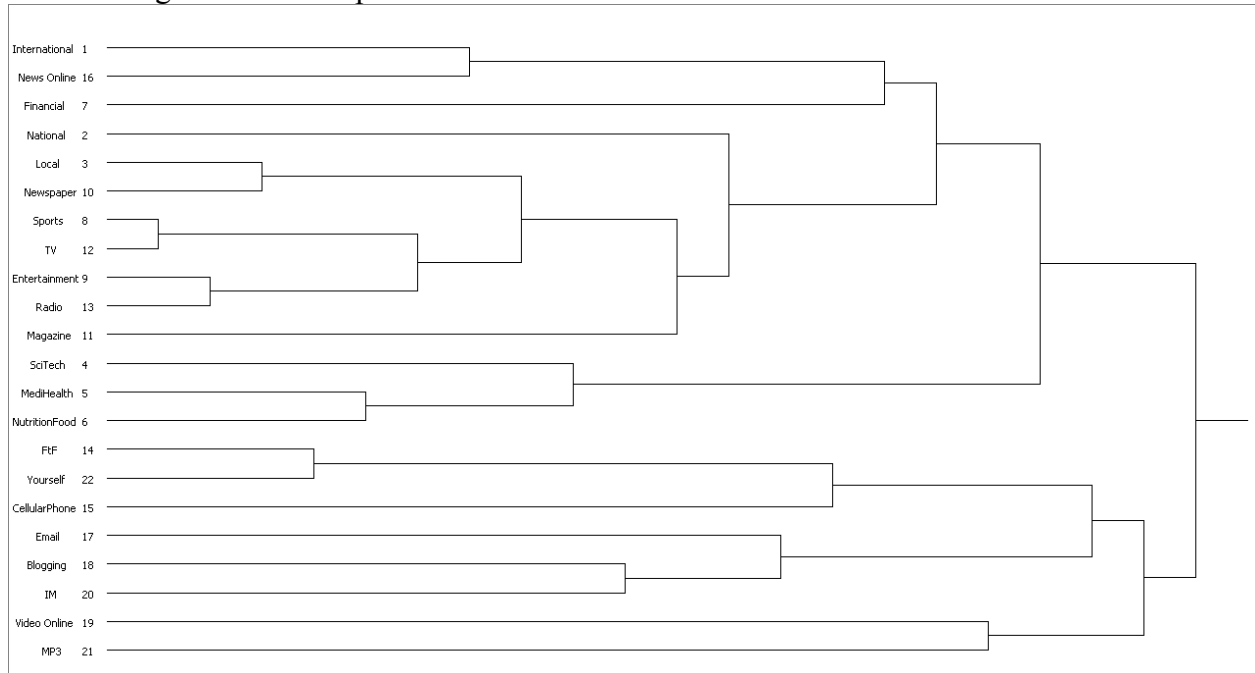 International 1
News Online 16
Financial 7
National 2
Local 3
Newspaper 10
Sports 8
TV 12
Entertainment 9
Radio 13
Magazine 11
SciTech 4
MediHealth 5
NutritionFood 6
FtF 14
Yourself 22
CellularPhone 15
Email 17
Blogging 18
IM 20
Video Online 19
MP3 21